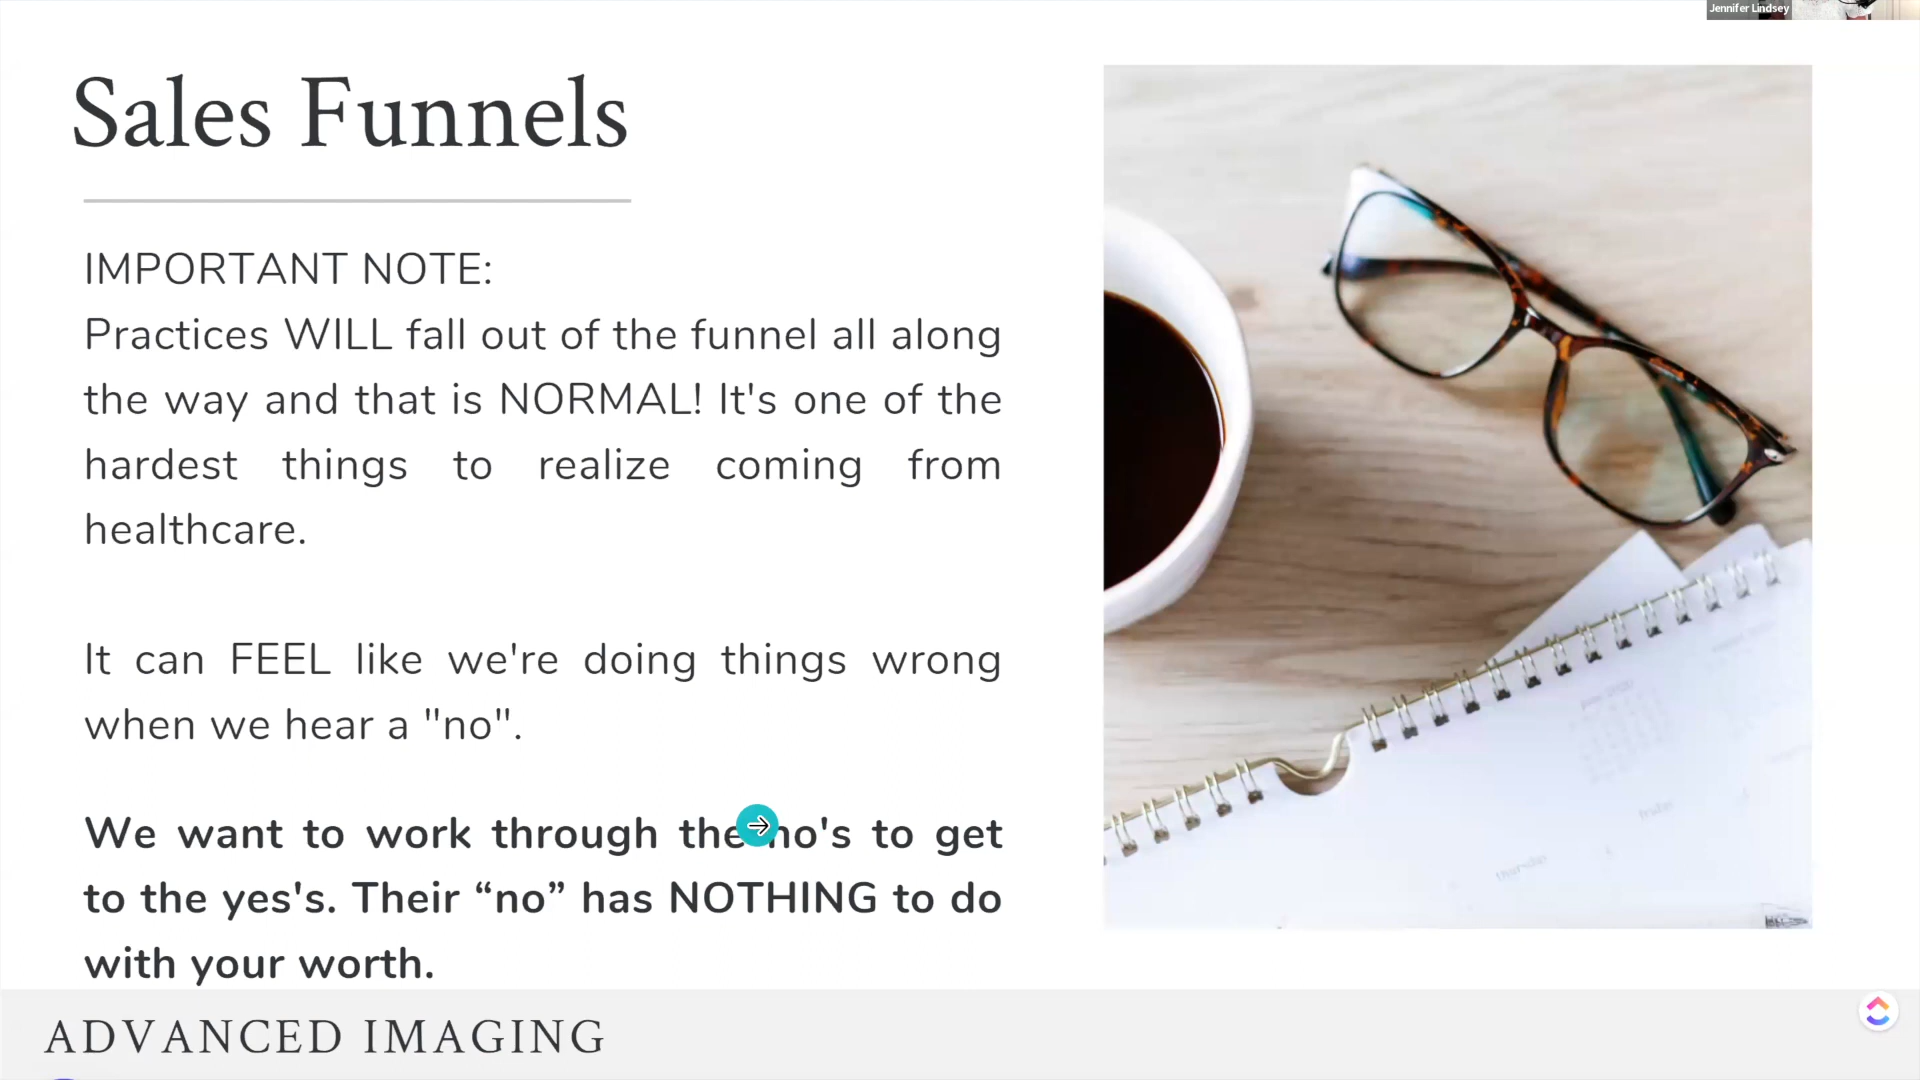 Jennifer Lindsey
Sales Funnels
IMPORTANT NOTE:
Practices WILL fall out of the funnel all along
the way and that is NORMAL! It's one of the
hardest things to realize coming from
healthcare.
It can FEEL like we're doing things wrong
when we hear a "no".
We want to work through the no's to get
to the yes's. Their “no” has NOTHING to do
with your worth.
friday
thursday
ADVANCED IMAGING